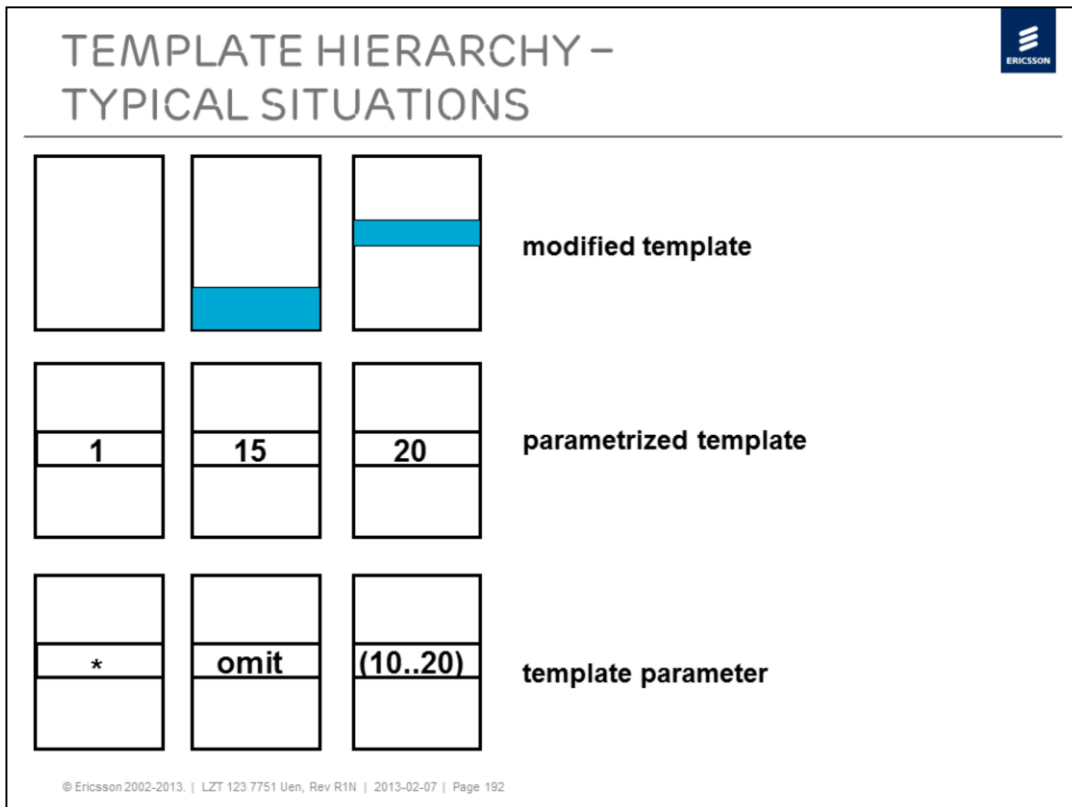 TEMPLATE HIERARCHY –
TYPICAL SITUATIONS
ERICSSON
modified template
1 15 20
parametrized template
* omit (10..20)
template parameter
© Ericsson 2002-2013. | LZT 123 7751 Uen, Rev R1N | 2013-02-07 | Page 192